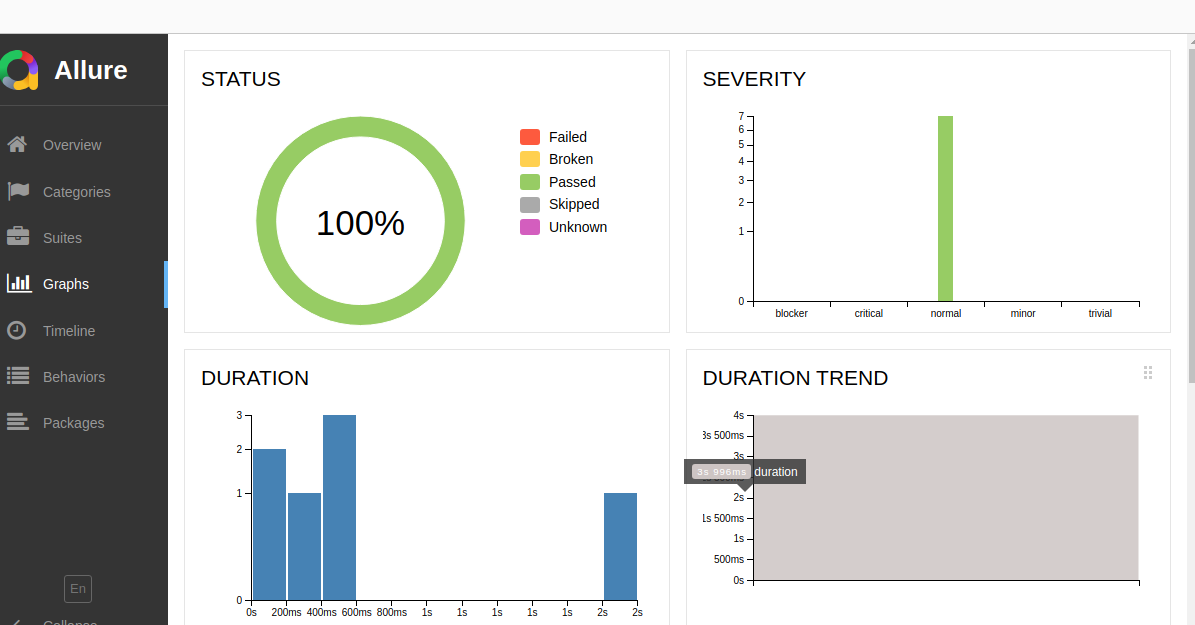 Allure
Overview
Categories
Suites
Graphs
Timeline
Behaviors
Packages
En
Collapse
STATUS
100%
Failed
Broken
Passed
Skipped
Unknown
SEVERITY
7
6
5
4
3
2
1
0
blocker critical normal minor trivial
DURATION
3
2
1
0
0s 200ms 400ms 600ms 800ms 1s 1s 1s 1s 1s 2s 2s
DURATION TREND
4s
3s 500ms
3s
3s 996ms duration
2s
1s 500ms
1s
500ms
0s